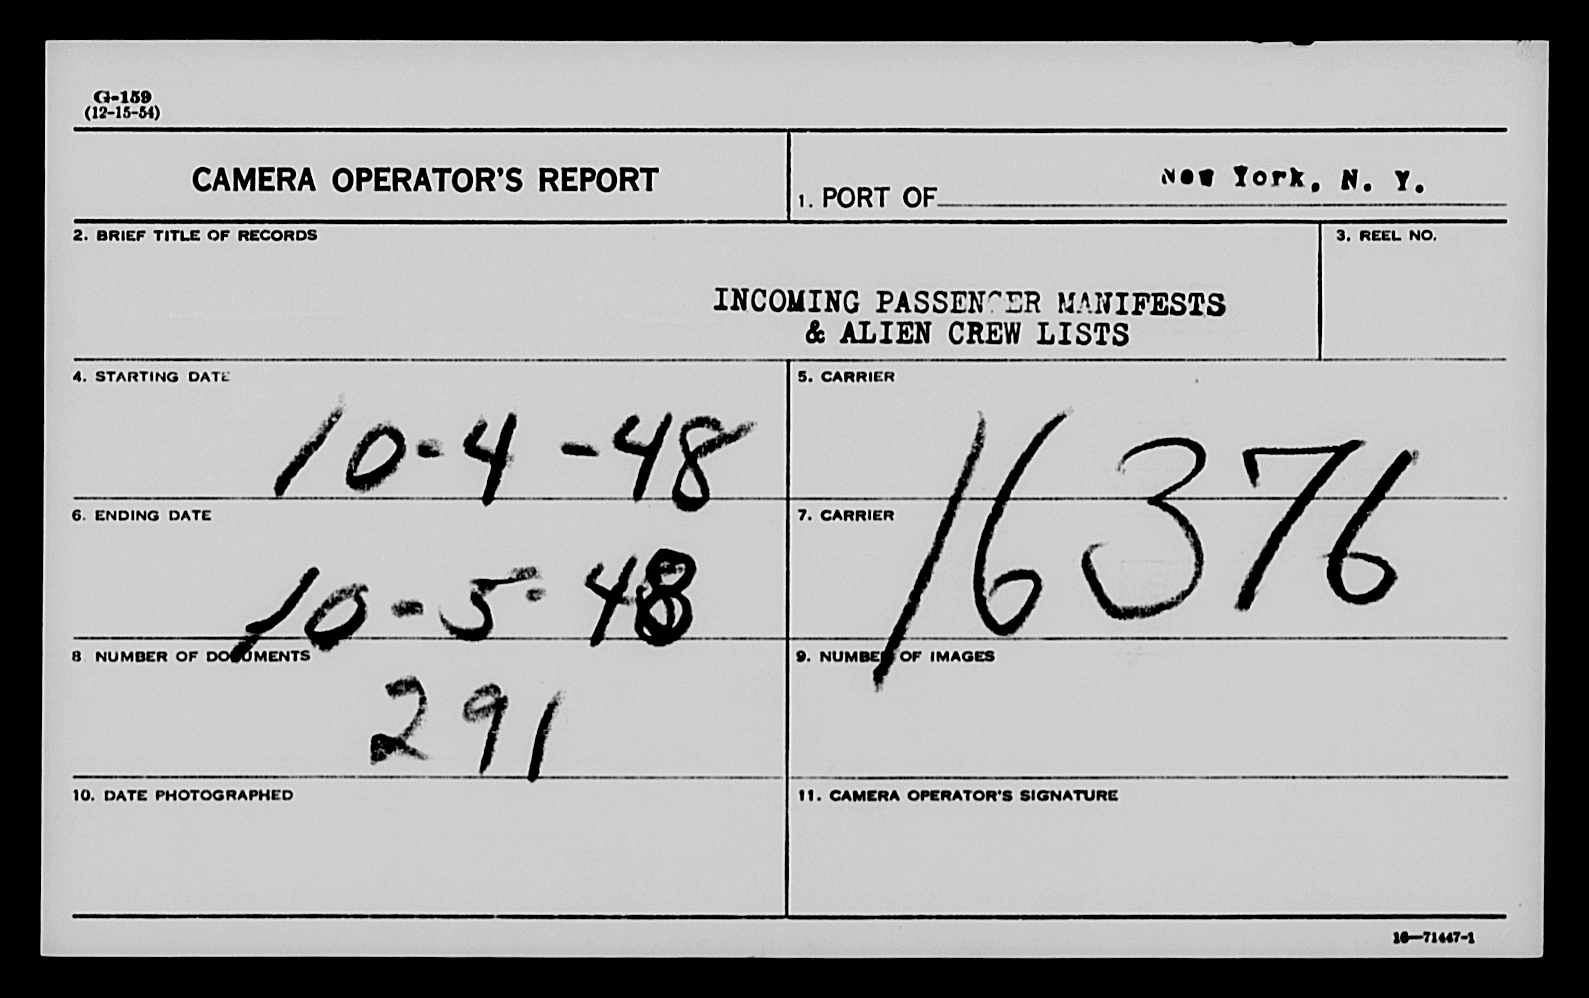 G-159
(12-15-54)
CAMERA OPERATOR'S REPORT
1. PORT OF New York, N. Y.
2. BRIEF TITLE OF RECORDS
3. REEL NO.
INCOMING PASSENGER MANIFESTS
& ALIEN CREW LISTS
4. STARTING DATE
10-4-48
5. CARRIER
16376
6. ENDING DATE
10-5-48
7. CARRIER
8 NUMBER OF DOCUMENTS
291
9. NUMBER OF IMAGES
10. DATE PHOTOGRAPHED
11. CAMERA OPERATOR'S SIGNATURE
16—71447-1